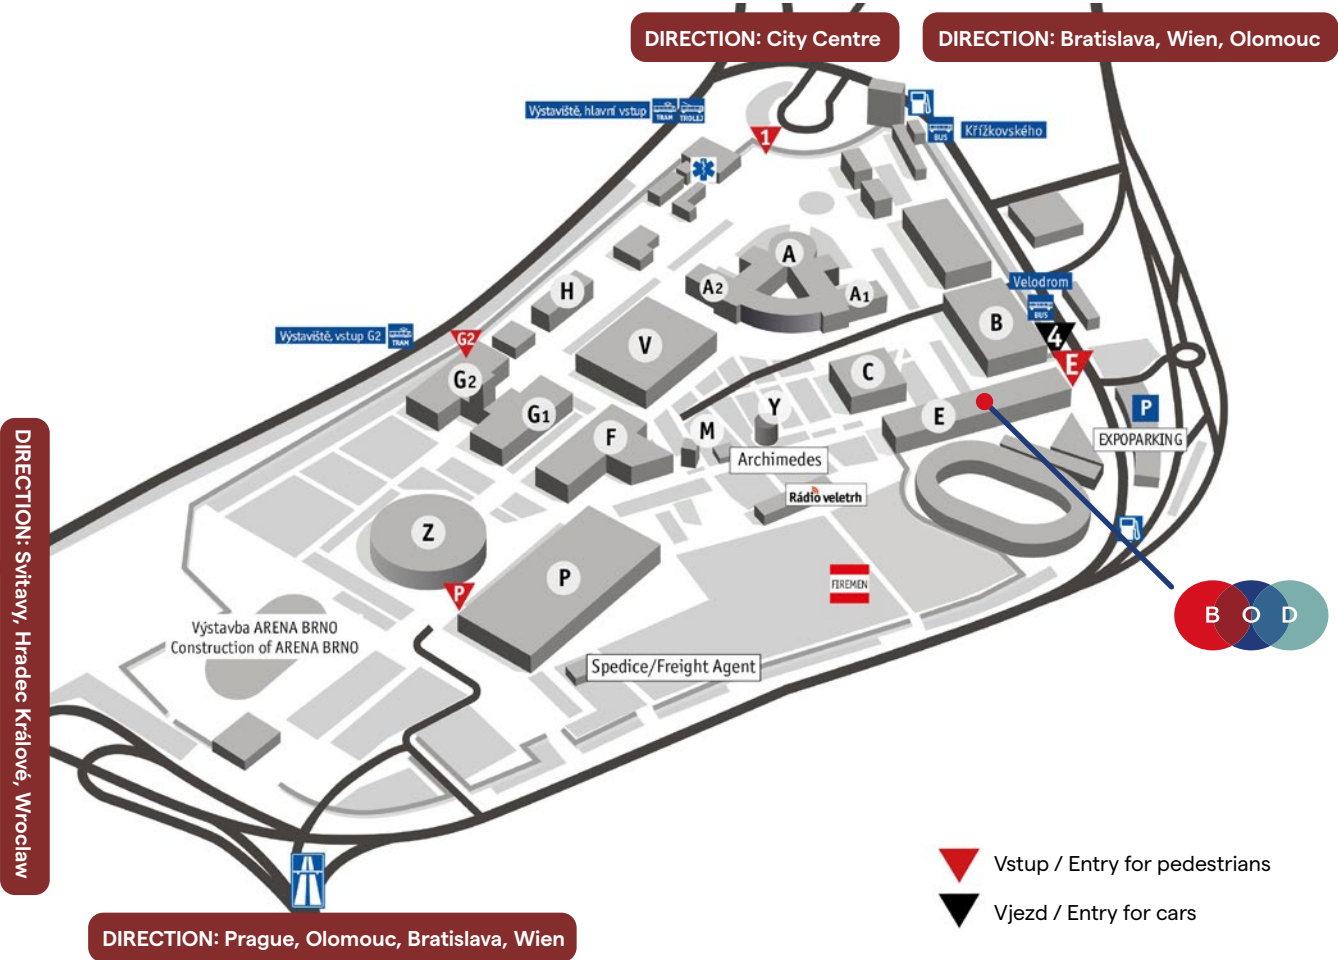 DIRECTION: City Centre
DIRECTION: Bratislava, Wien, Olomouc
Výstaviště, hlavní vstup
TRAM
TROLEJ
BUS
Křížkovského
1
A
A2
A1
H
Velodrom
BUS
B
4
E
V
Výstaviště, vstup G2
TRAM
G2
G2
C
G1
Y
E
P
F
M
EXPOPARKING
Archimedes
Rádio veletrh
Z
P
P
FIREMEN
B O D
Výstavba ARENA BRNO
Construction of ARENA BRNO
Spedice/Freight Agent
DIRECTION: Svitavy, Hradec Králové, Wroclaw
Vstup / Entry for pedestrians
Vjezd / Entry for cars
DIRECTION: Prague, Olomouc, Bratislava, Wien